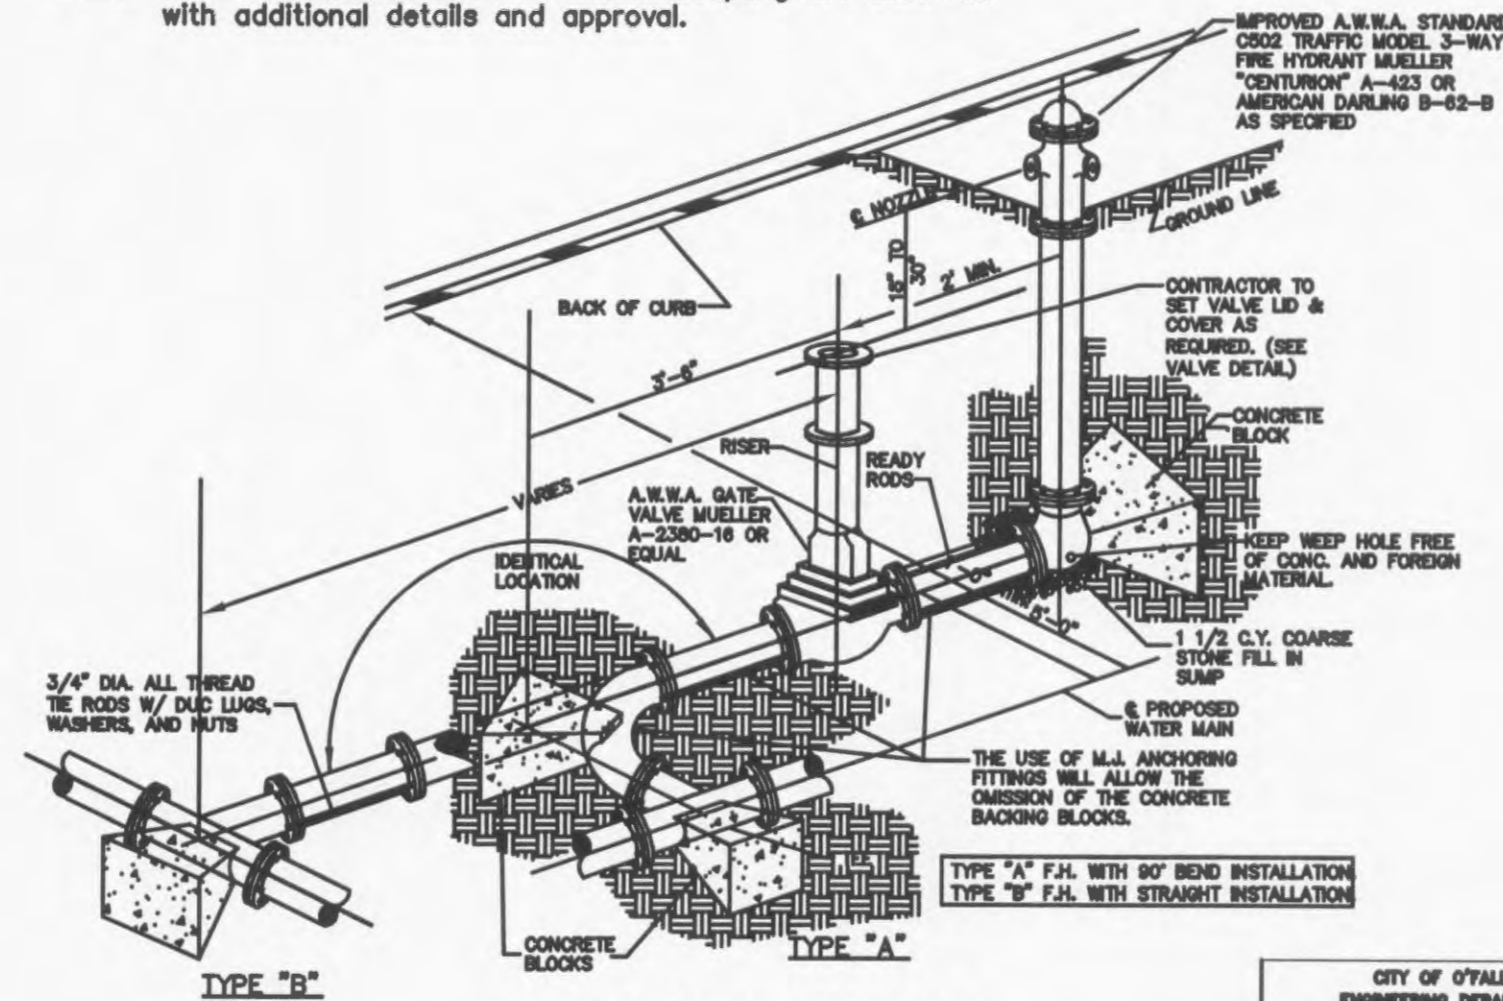 with additional details and approval.
IMPROVED A.W.W.A. STANDARD
C502 TRAFFIC MODEL 3-WAY
FIRE HYDRANT MUELLER
"CENTURION" A-423 OR
AMERICAN DARLING B-62-B
AS SPECIFIED
℄ NOZZLE
GROUND LINE
18" TO
30"
2' MIN.
BACK OF CURB
CONTRACTOR TO
SET VALVE LID &
COVER AS
REQUIRED. (SEE
VALVE DETAIL)
3'-6"
CONCRETE
BLOCK
RISER
READY
RODS
VARIES
A.W.W.A. GATE
VALVE MUELLER
A-2380-16 OR
EQUAL
IDENTICAL
LOCATION
KEEP WEEP HOLE FREE
OF CONC. AND FOREIGN
MATERIAL.
5'-0"
1 1/2 C.Y. COARSE
STONE FILL IN
SUMP
3/4" DIA. ALL THREAD
TIE RODS W/ DUC LUGS,
WASHERS, AND NUTS
℄ PROPOSED
WATER MAIN
THE USE OF M.J. ANCHORING
FITTINGS WILL ALLOW THE
OMISSION OF THE CONCRETE
BACKING BLOCKS.
TEE
TYPE "A" F.H. WITH 90° BEND INSTALLATION
TYPE "B" F.H. WITH STRAIGHT INSTALLATION
CONCRETE
BLOCKS
TYPE "A"
TYPE "B"
CITY OF O'FALL